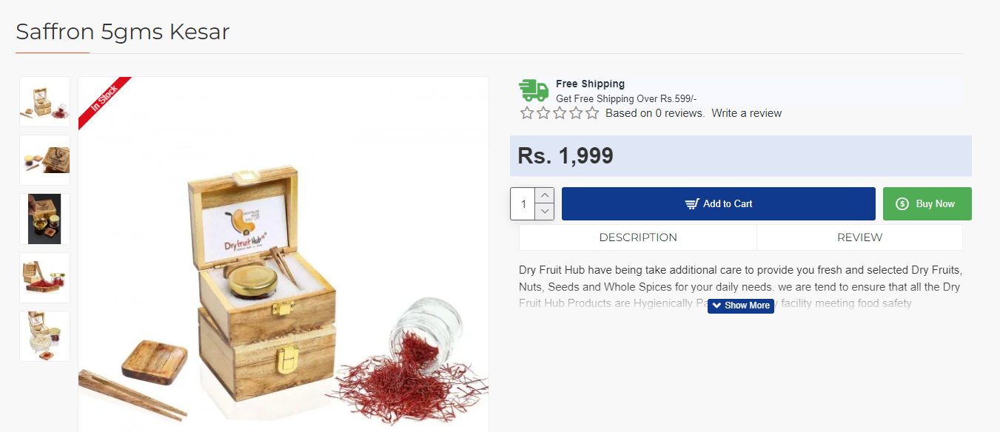 Saffron 5gms Kesar
In Stock
Dry fruit Hub
Free Shipping
Get Free Shipping Over Rs.599/-
Based on 0 reviews. Write a review
Rs. 1,999
1
Add to Cart
Buy Now
DESCRIPTION
REVIEW
Dry Fruit Hub have being take additional care to provide you fresh and selected Dry Fruits,
Nuts, Seeds and Whole Spices for your daily needs. we are tend to ensure that all the Dry
Fruit Hub Products are Hygienically facility meeting food safety
Show More